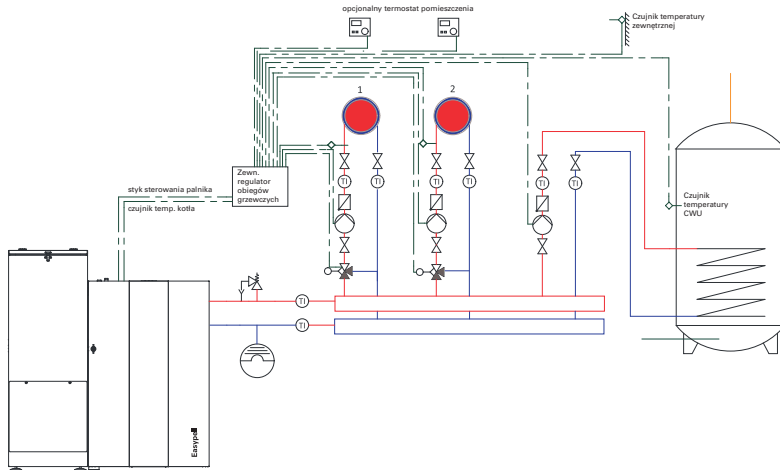 opcjonalny termostat pomieszczenia
Czujnik temperatury
zewnętrznej
1
2
Zewn.
regulator
obiegów
grzewczych
styk sterowania palnika
czujnik temp. kotła
TI
TI
TI
TI
TI
TI
Czujnik
temperatury
CWU
TI
TI
Easypell